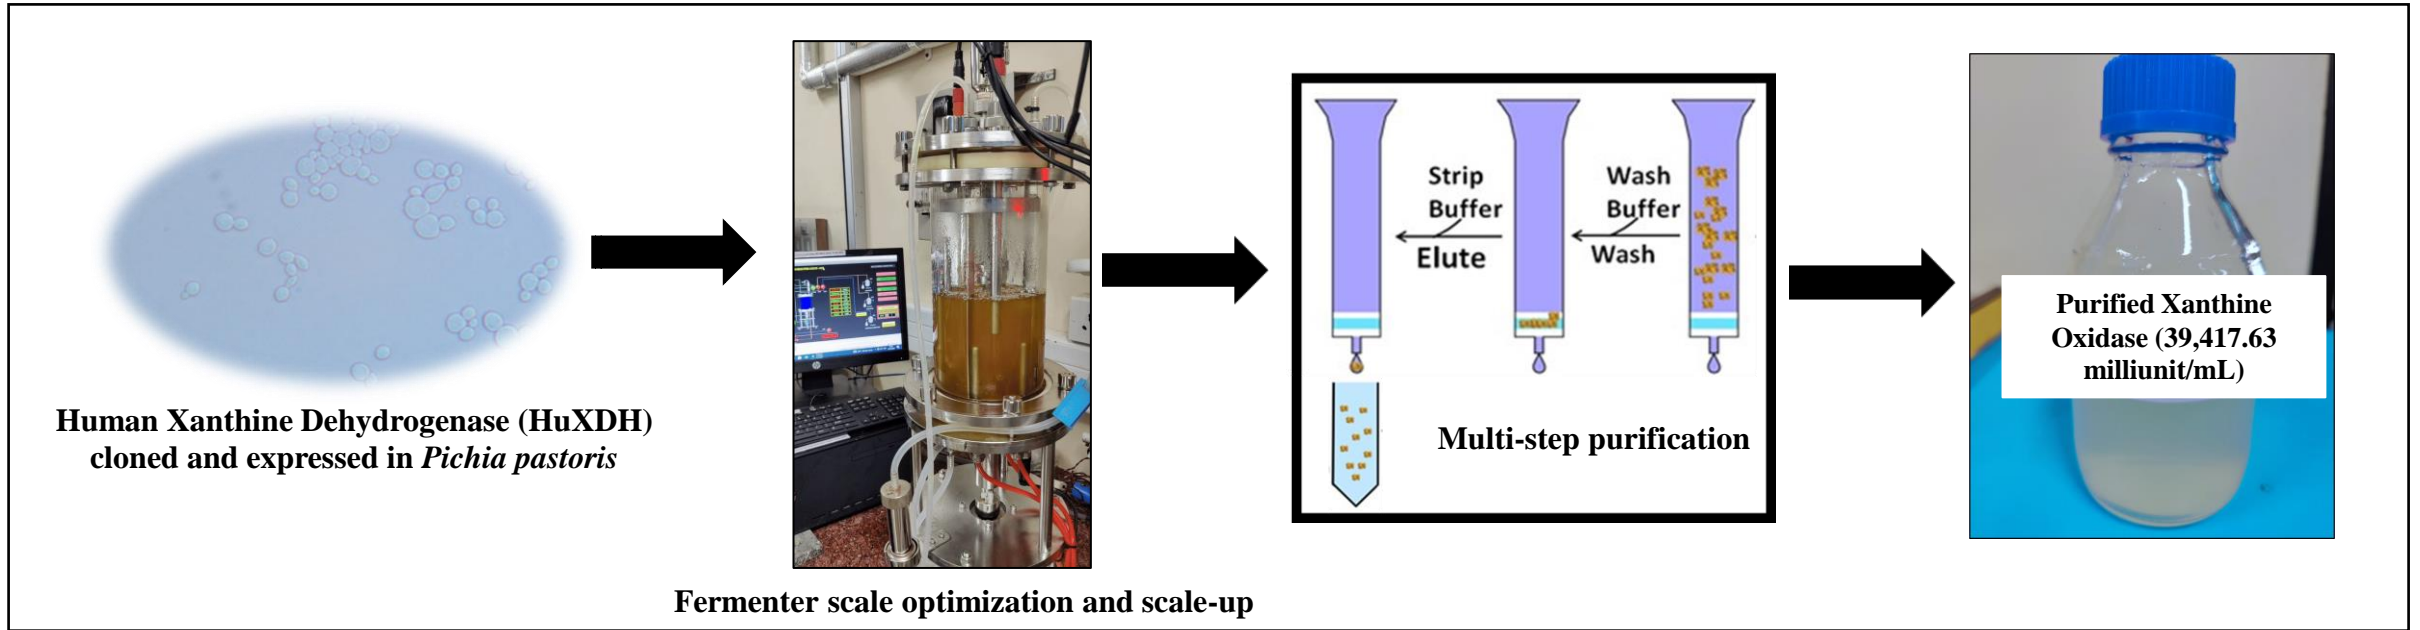 Human Xanthine Dehydrogenase (HuXDH)
cloned and expressed in Pichia pastoris
Fermenter scale optimization and scale-up
Strip
Buffer
Elute
Wash
Buffer
Wash
Multi-step purification
Purified Xanthine
Oxidase (39,417.63
milliunit/mL)